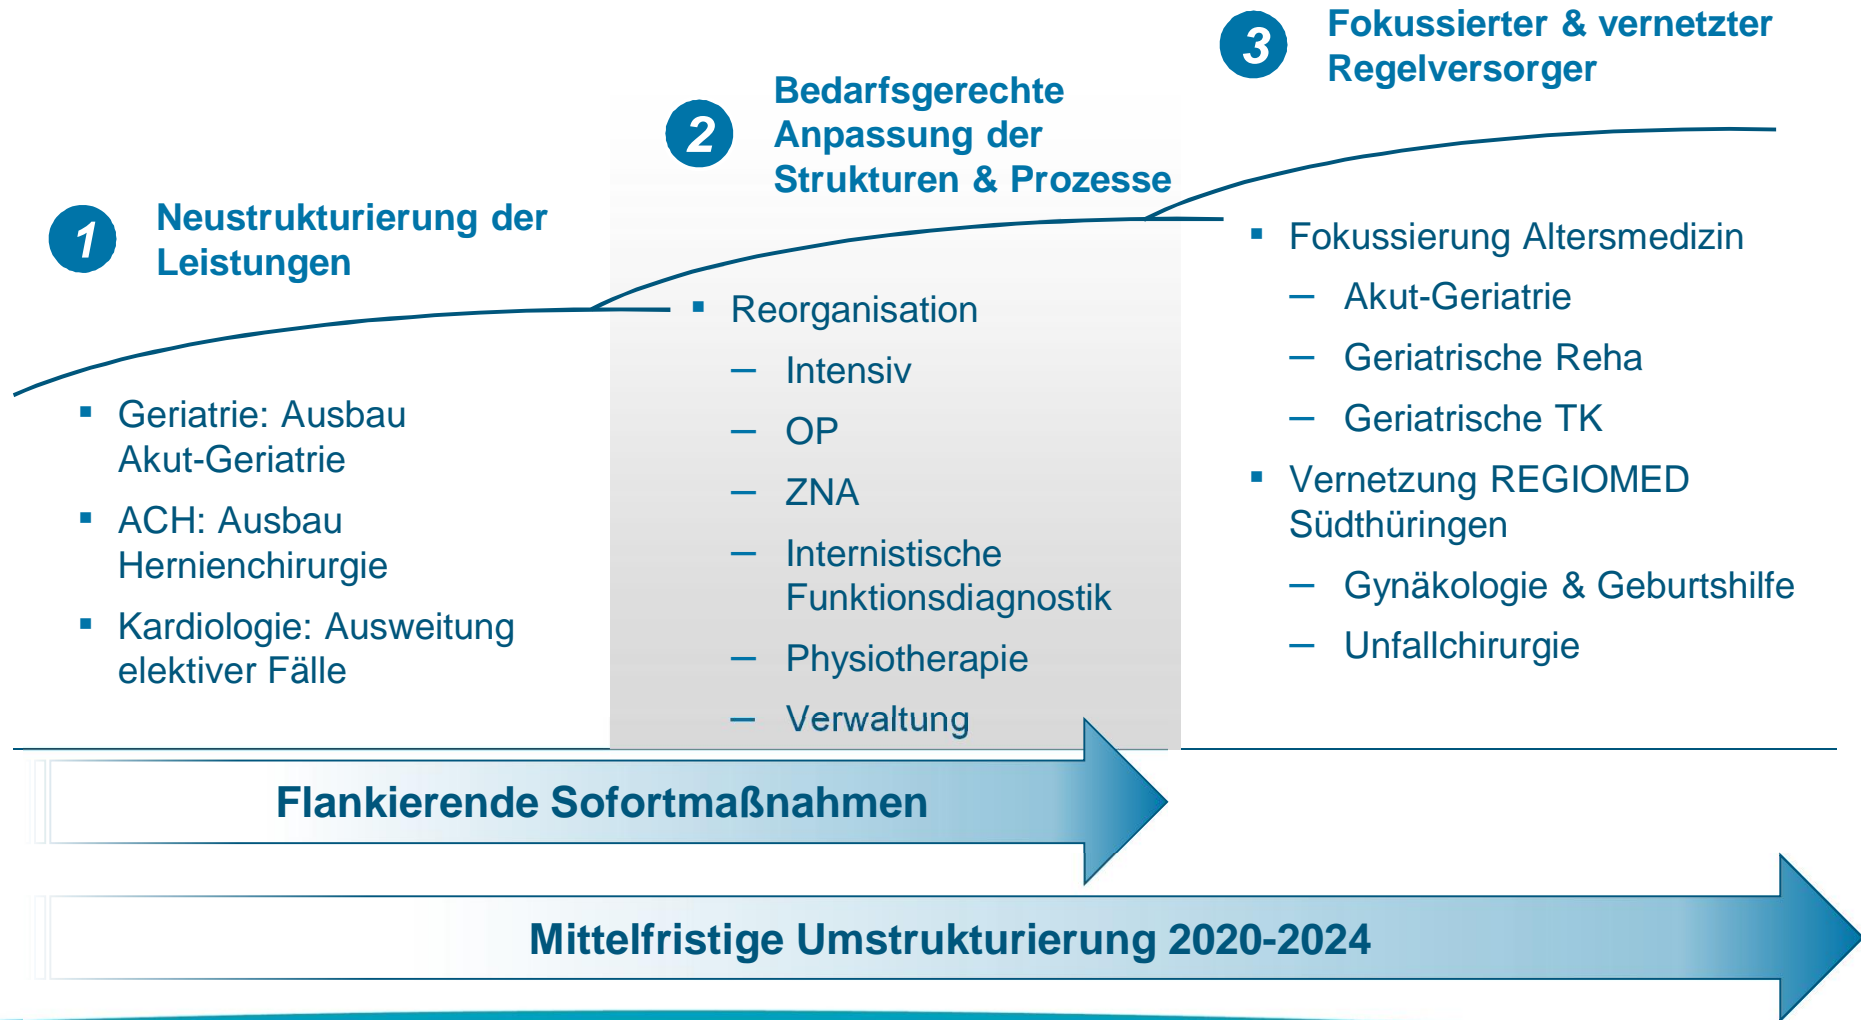 1
Neustrukturierung der
Leistungen
▪ Geriatrie: Ausbau
Akut-Geriatrie
▪ ACH: Ausbau
Hernienchirurgie
▪ Kardiologie: Ausweitung
elektiver Fälle
2
Bedarfsgerechte
Anpassung der
Strukturen & Prozesse
▪ Reorganisation
– Intensiv
– OP
– ZNA
– Internistische
Funktionsdiagnostik
– Physiotherapie
– Verwaltung
3
Fokussierter & vernetzter
Regelversorger
▪ Fokussierung Altersmedizin
– Akut-Geriatrie
– Geriatrische Reha
– Geriatrische TK
▪ Vernetzung REGIOMED
Südthüringen
– Gynäkologie & Geburtshilfe
– Unfallchirurgie
Flankierende Sofortmaßnahmen
Mittelfristige Umstrukturierung 2020-2024